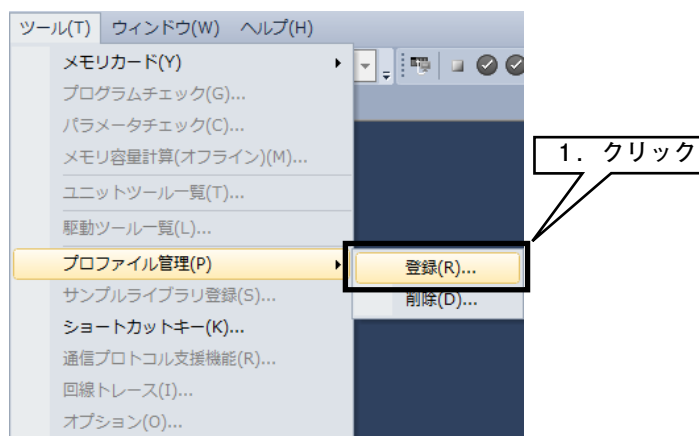 ツール(T) ウィンドウ(W) ヘルプ(H)
メモリカード(Y)
プログラムチェック(G)...
パラメータチェック(C)...
メモリ容量計算(オフライン)(M)...
ユニットツール一覧(T)...
駆動ツール一覧(L)...
プロファイル管理(P)
登録(R)...
サンプルライブラリ登録(S)...
削除(D)...
ショートカットキー(K)...
通信プロトコル支援機能(R)...
回線トレース(I)...
オプション(O)...
1. クリック